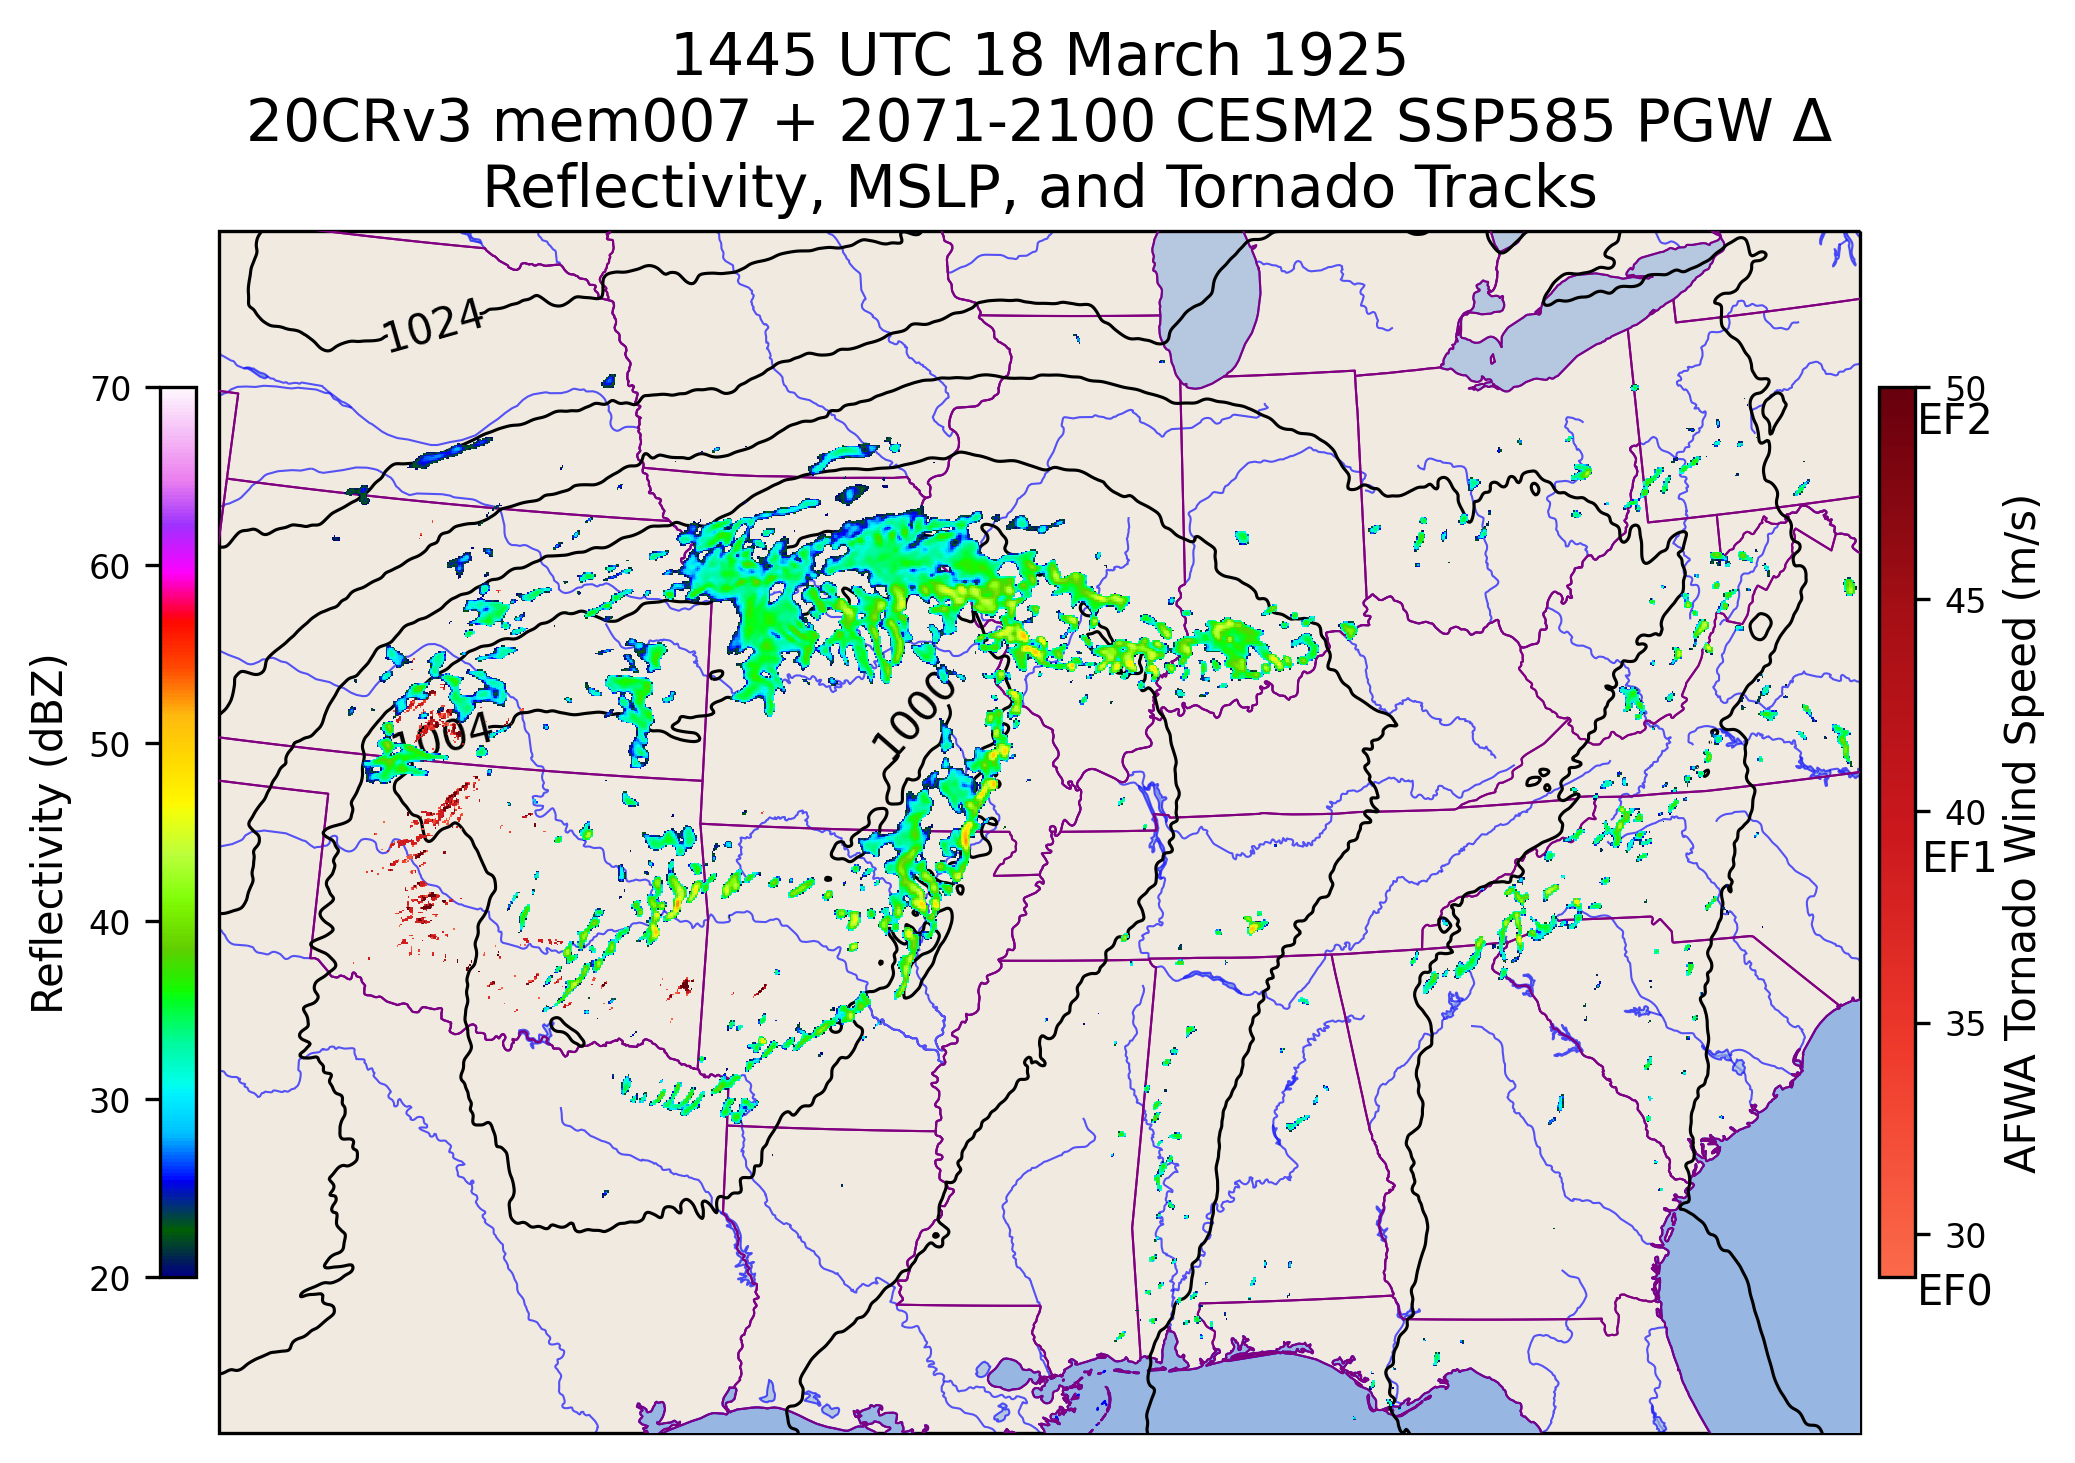 1445 UTC 18 March 1925
20CRv3 mem007 + 2071-2100 CESM2 SSP585 PGW Δ
Reflectivity, MSLP, and Tornado Tracks
1024
1004
1000
70
60
50
40
30
20
Reflectivity (dBZ)
50
EF2
45
40
EF1
35
30
EF0
AFWA Tornado Wind Speed (m/s)